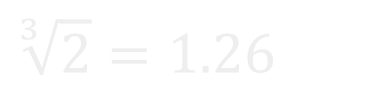 ∛2 = 1.26